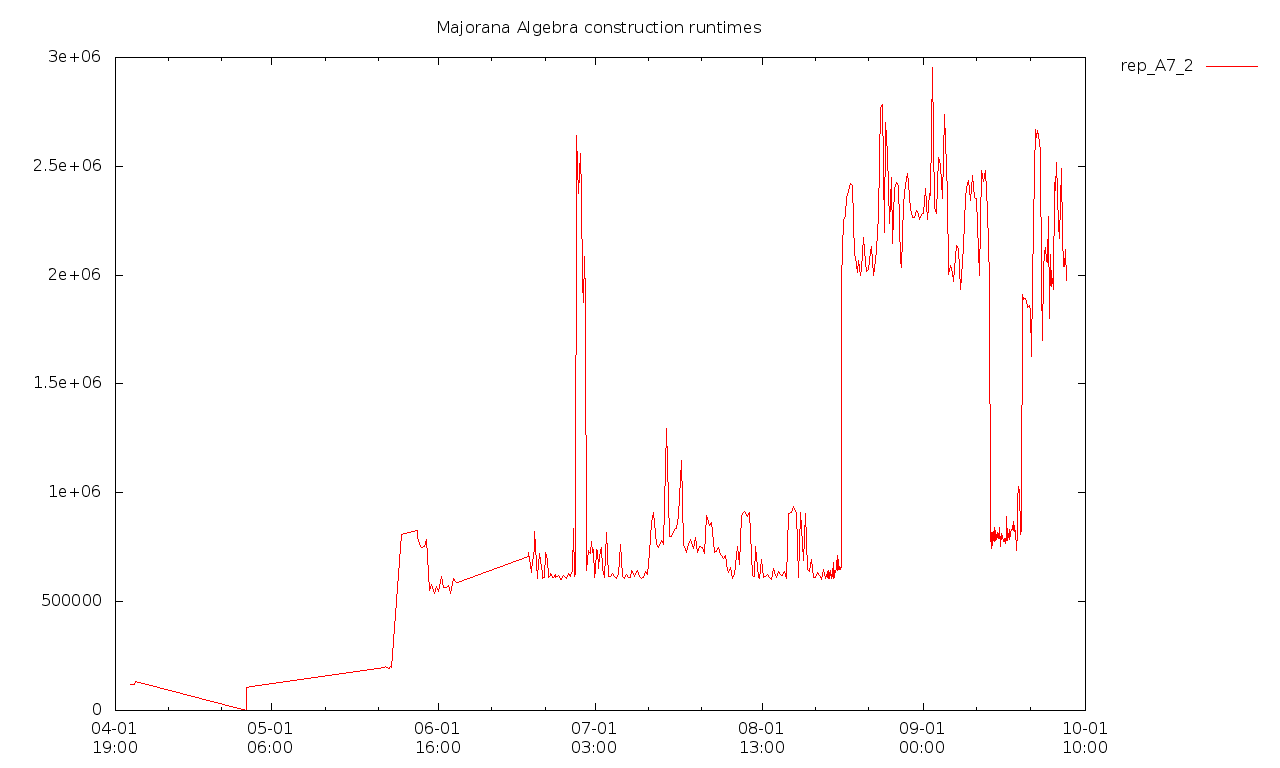 Majorana Algebra construction runtimes
rep_A7_2
3e+06
2.5e+06
2e+06
1.5e+06
1e+06
500000
0
04-01 05-01 06-01 07-01 08-01 09-01 10-01
19:00 06:00 16:00 03:00 13:00 00:00 10:00